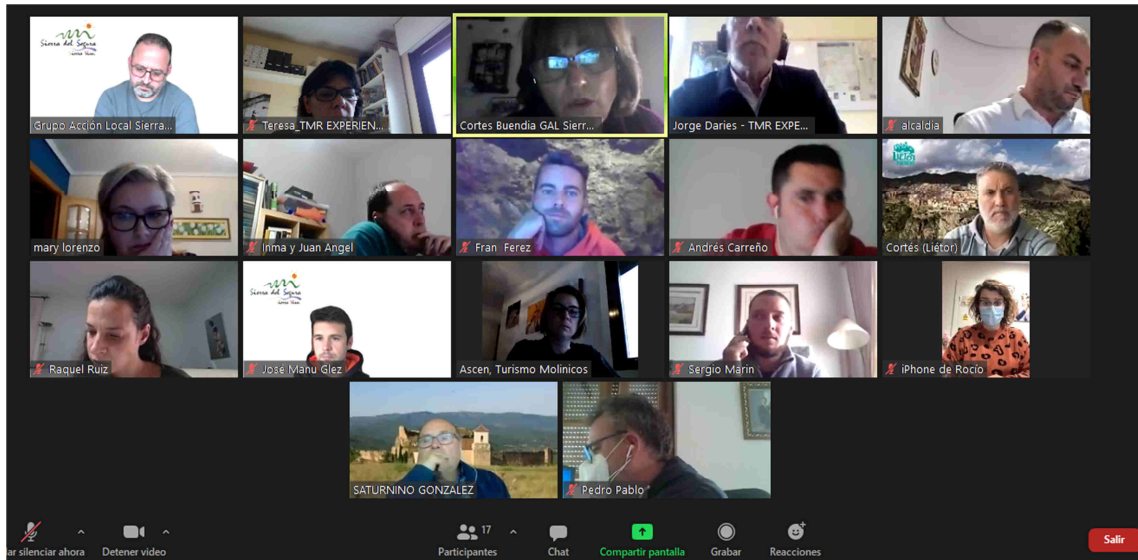 Sierra del Segura
Grupo Acción Local Sierra...
Teresa_TMR EXPERIEN...
Cortes Buendia GAL Sierr...
Jorge Daries - TMR EXPE...
alcaldia
mary lorenzo
Inma y Juan Angel
Fran Ferez
Andrés Carreño
LIÉTOR
Cortés (Liétor)
Raquel Ruiz
Sierra del Segura
José Manu Glez
Ascen, Turismo Molinicos
Sergio Marin
iPhone de Rocío
SATURNINO GONZALEZ
Pedro Pablo
17
ar silenciar ahora
Detener video
Participantes
Chat
Compartir pantalla
Grabar
Reacciones
Salir